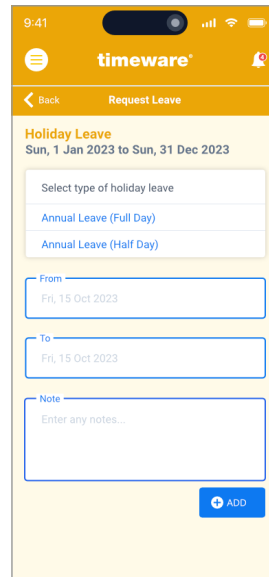 9:41
timeware®
4
Back
Request Leave
Holiday Leave
Sun, 1 Jan 2023 to Sun, 31 Dec 2023
Select type of holiday leave
Annual Leave (Full Day)
Annual Leave (Half Day)
From
Fri, 15 Oct 2023
To
Fri, 15 Oct 2023
Note
Enter any notes...
ADD